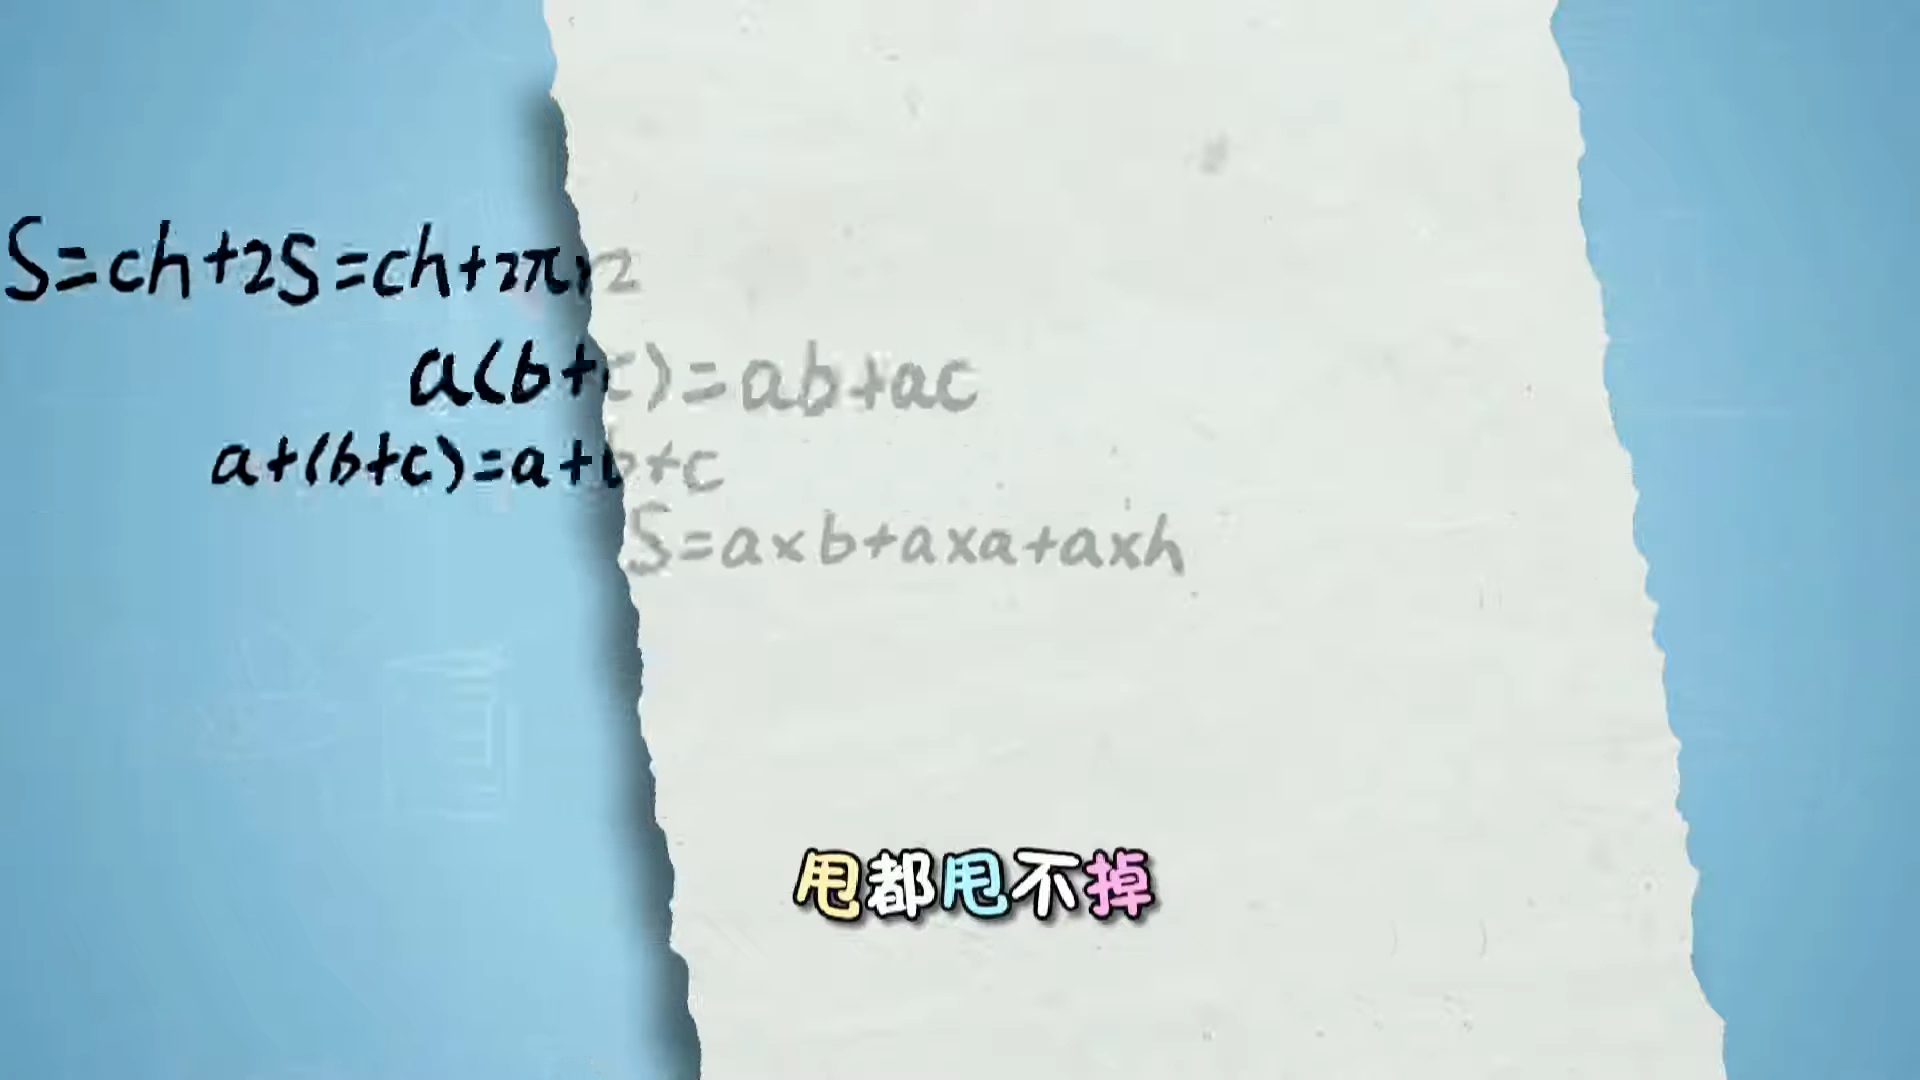 S=ch+2S=ch+2πr2
a(b+c)=ab+ac
a+(b+c)=a+b+c
S=a×b+a×a+a×h
甩都甩不掉